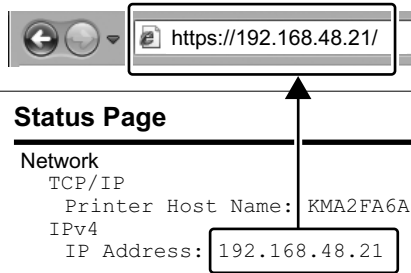 https://192.168.48.21/
Status Page
Network
TCP/IP
Printer Host Name: KMA2FA6A
IPv4
IP Address: 192.168.48.21